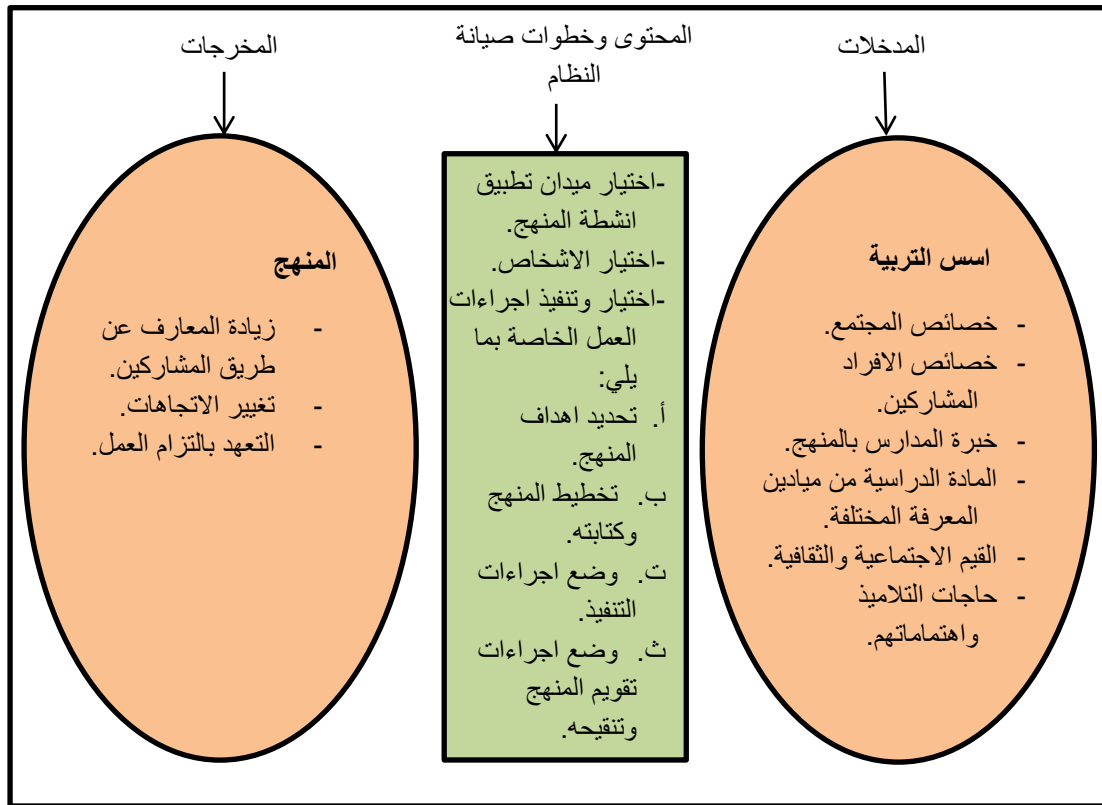 المدخلات
اسس التربية
- خصائص المجتمع.
- خصائص الافراد
المشاركين.
- خبرة المدارس بالمنهج.
- المادة الدراسية من ميادين
المعرفة المختلفة.
- القيم الاجتماعية والثقافية.
- حاجات التلاميذ
واهتماماتهم.
المحتوى وخطوات صيانة
النظام
-اختيار ميدان تطبيق
انشطة المنهج.
-اختيار الاشخاص.
-اختيار وتنفيذ اجراءات
العمل الخاصة بما
يلي:
أ. تحديد اهداف
المنهج.
ب. تخطيط المنهج
وكتابته.
ت. وضع اجراءات
التنفيذ.
ث. وضع اجراءات
تقويم المنهج
وتنقيحه.
المخرجات
المنهج
- زيادة المعارف عن
طريق المشاركين.
- تغيير الاتجاهات.
- التعهد بالتزام العمل.